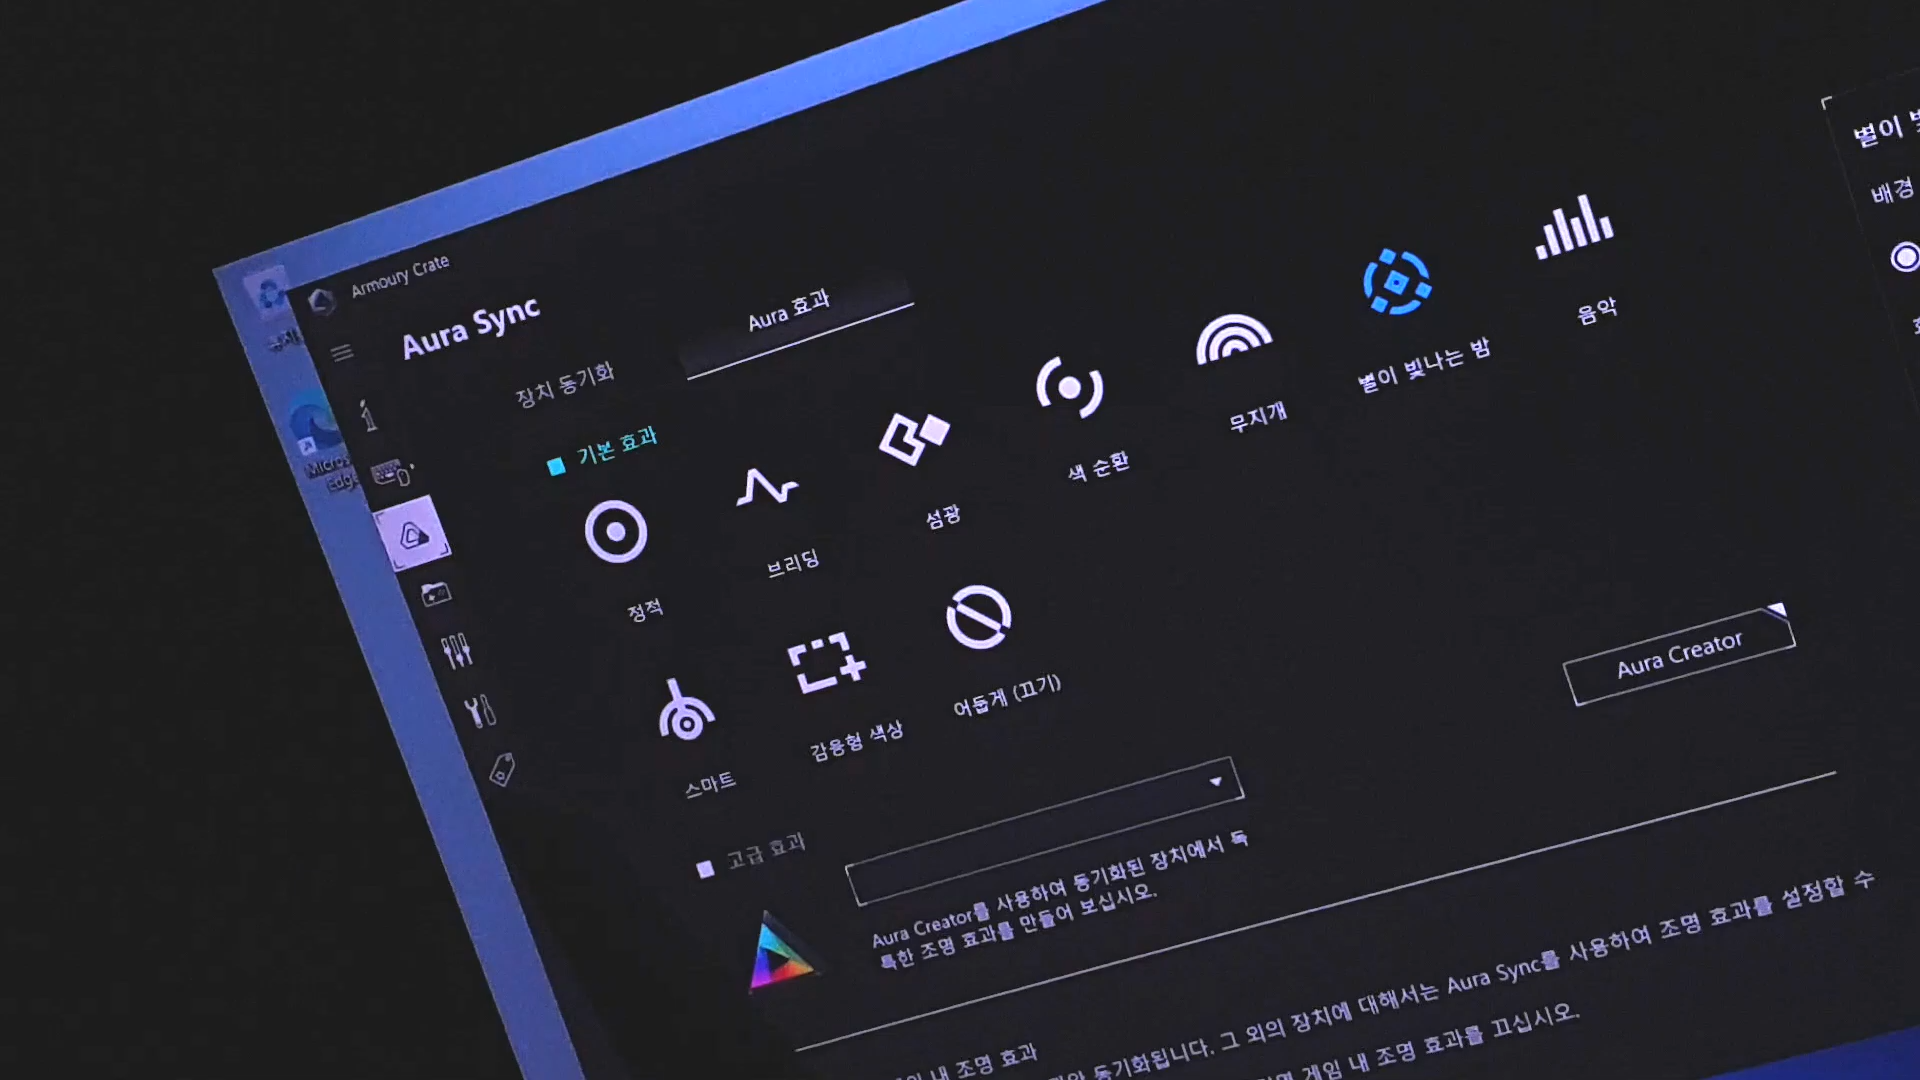 Armoury Crate
Aura Sync
장치 동기화
Aura 효과
기본 효과
정적
브리딩
섬광
색 순환
무지개
별이 빛나는 밤
음악
스마트
감응형 색상
어둡게 (끄기)
Aura Creator
고급 효과
Aura Creator를 사용하여 동기화된 장치에서 독
특한 조명 효과를 만들어 보십시오.
내 조명 효과
동기화됩니다. 그 외의 장치에 대해서는 Aura Sync를 사용하여 조명 효과를 설정할 수
게임 내 조명 효과를 끄십시오.
별이
배경
Edge